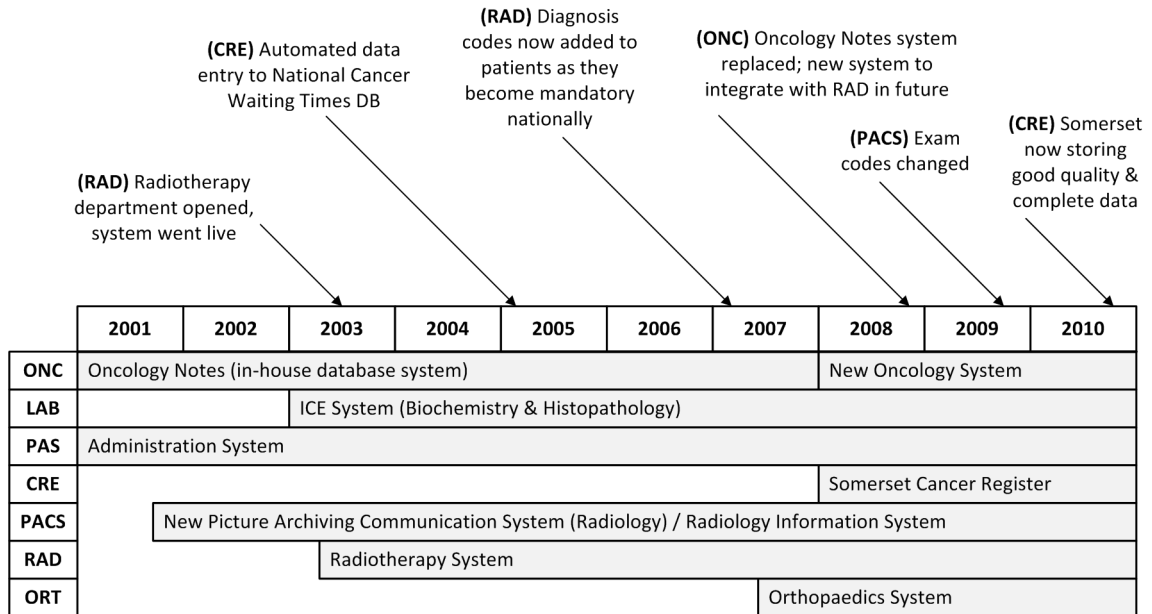 (RAD) Diagnosis
codes now added to
patients as they
become mandatory
nationally
(CRE) Automated data
entry to National Cancer
Waiting Times DB
(ONC) Oncology Notes system
replaced; new system to
integrate with RAD in future
(PACS) Exam
codes changed
(CRE) Somerset
now storing
good quality &
complete data
(RAD) Radiotherapy
department opened,
system went live
2001 2002 2003 2004 2005 2006 2007 2008 2009 2010
ONC Oncology Notes (in-house database system) New Oncology System
LAB ICE System (Biochemistry & Histopathology)
PAS Administration System
CRE Somerset Cancer Register
PACS New Picture Archiving Communication System (Radiology) / Radiology Information System
RAD Radiotherapy System
ORT Orthopaedics System